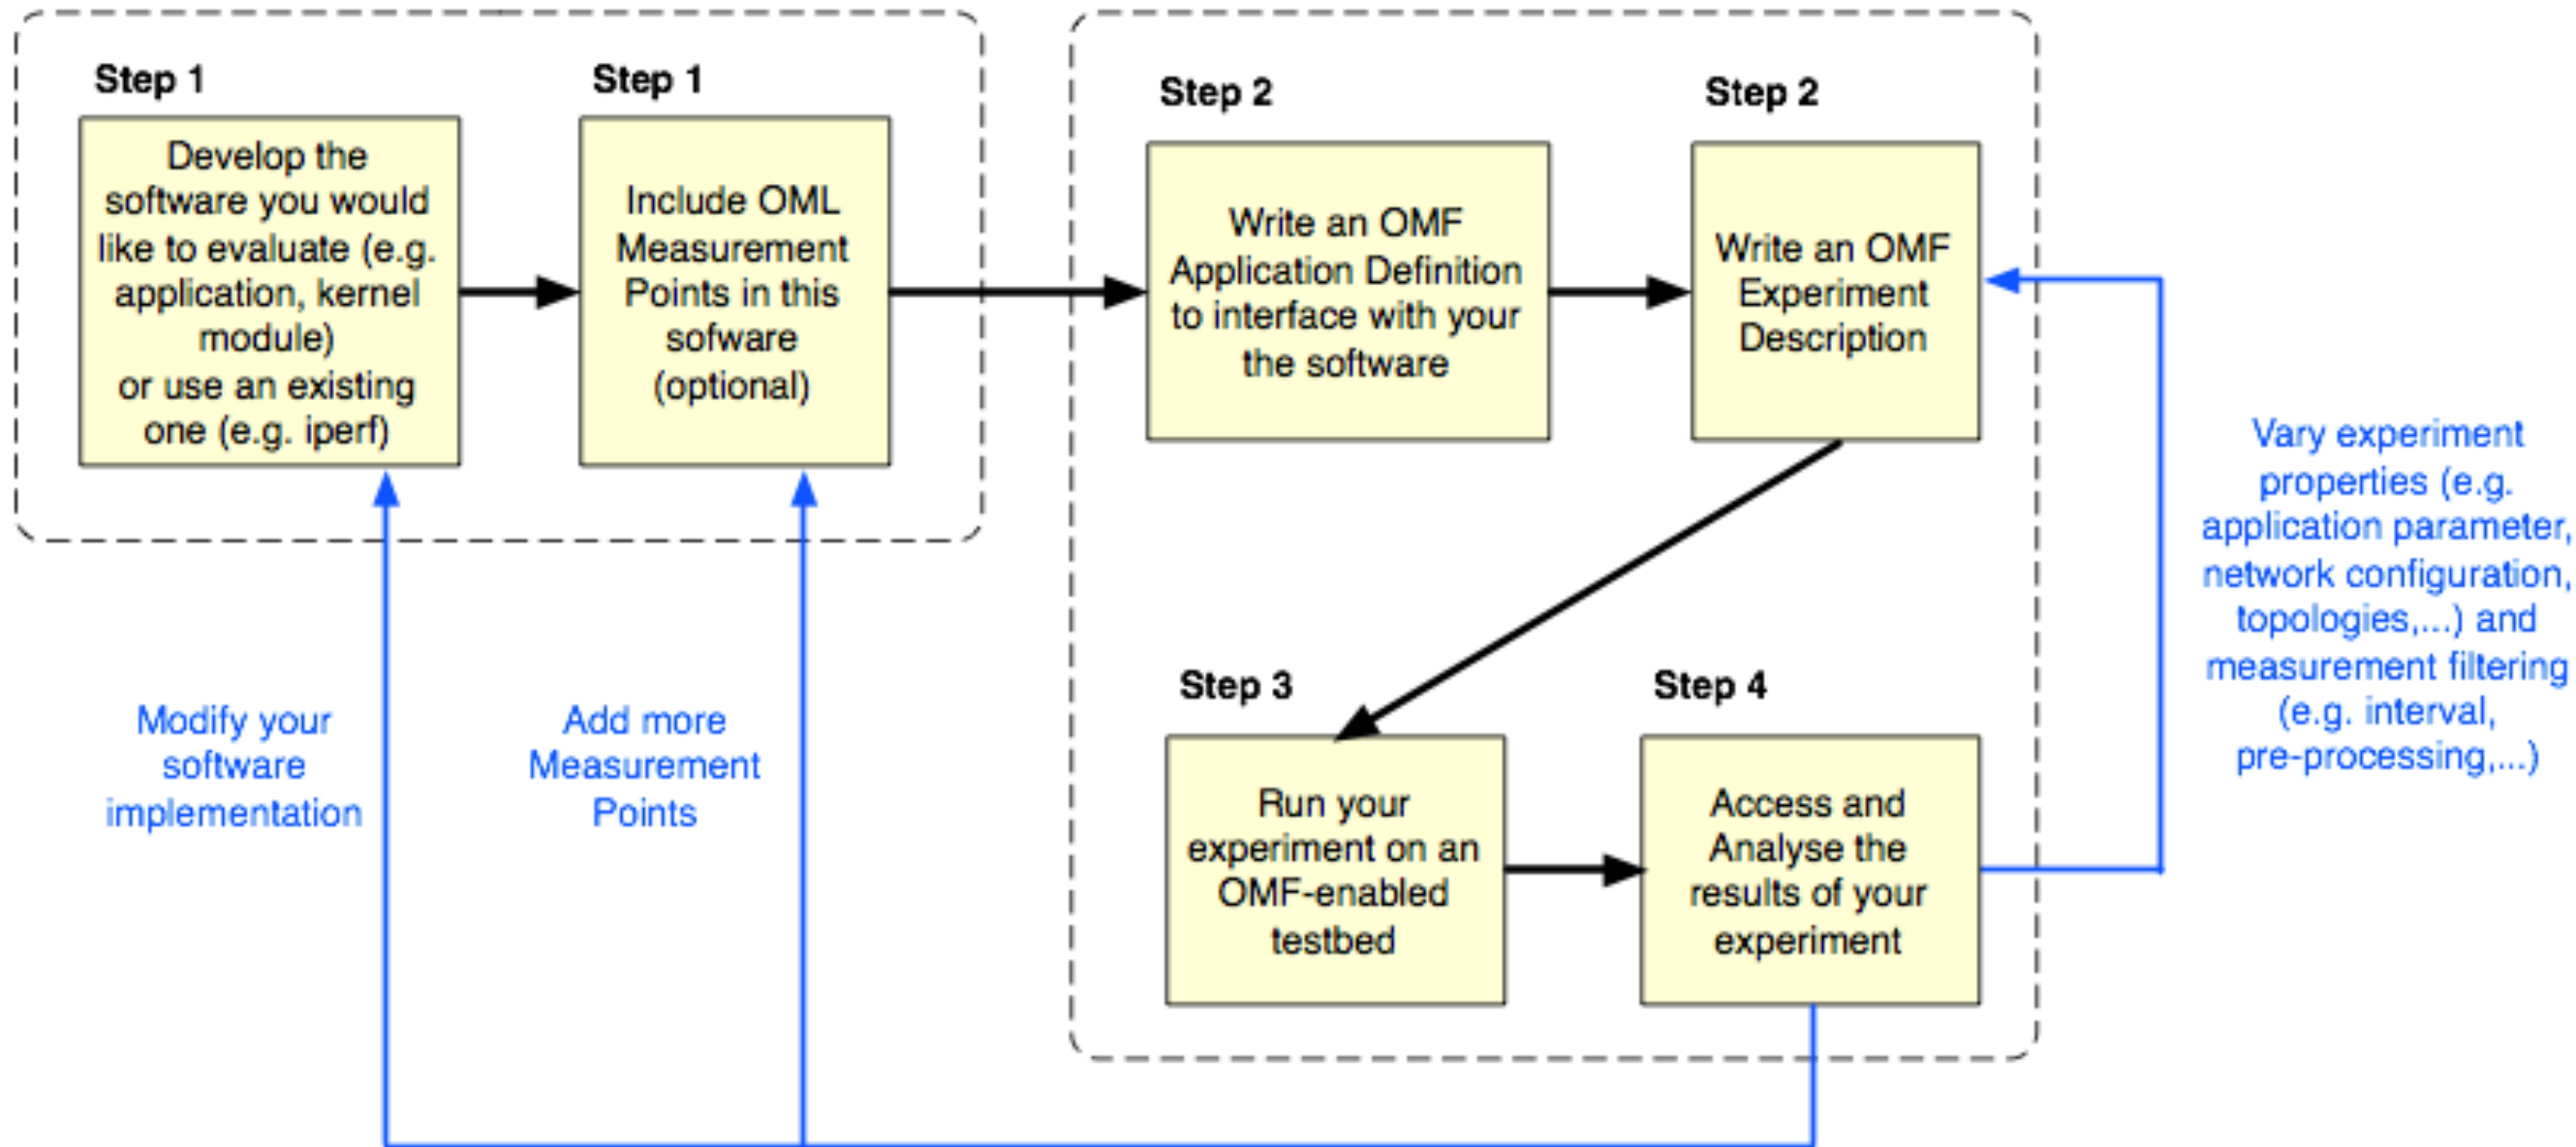 Step 1
Develop the
software you would
like to evaluate (e.g.
application, kernel
module)
or use an existing
one (e.g. iperf)
Step 1
Include OML
Measurement
Points in this
sofware
(optional)
Step 2
Write an OMF
Application Definition
to interface with your
the software
Step 2
Write an OMF
Experiment
Description
Step 3
Run your
experiment on an
OMF-enabled
testbed
Step 4
Access and
Analyse the
results of your
experiment
Modify your
software
implementation
Add more
Measurement
Points
Vary experiment
properties (e.g.
application parameter,
network configuration,
topologies,...) and
measurement filtering
(e.g. interval,
pre-processing,...)